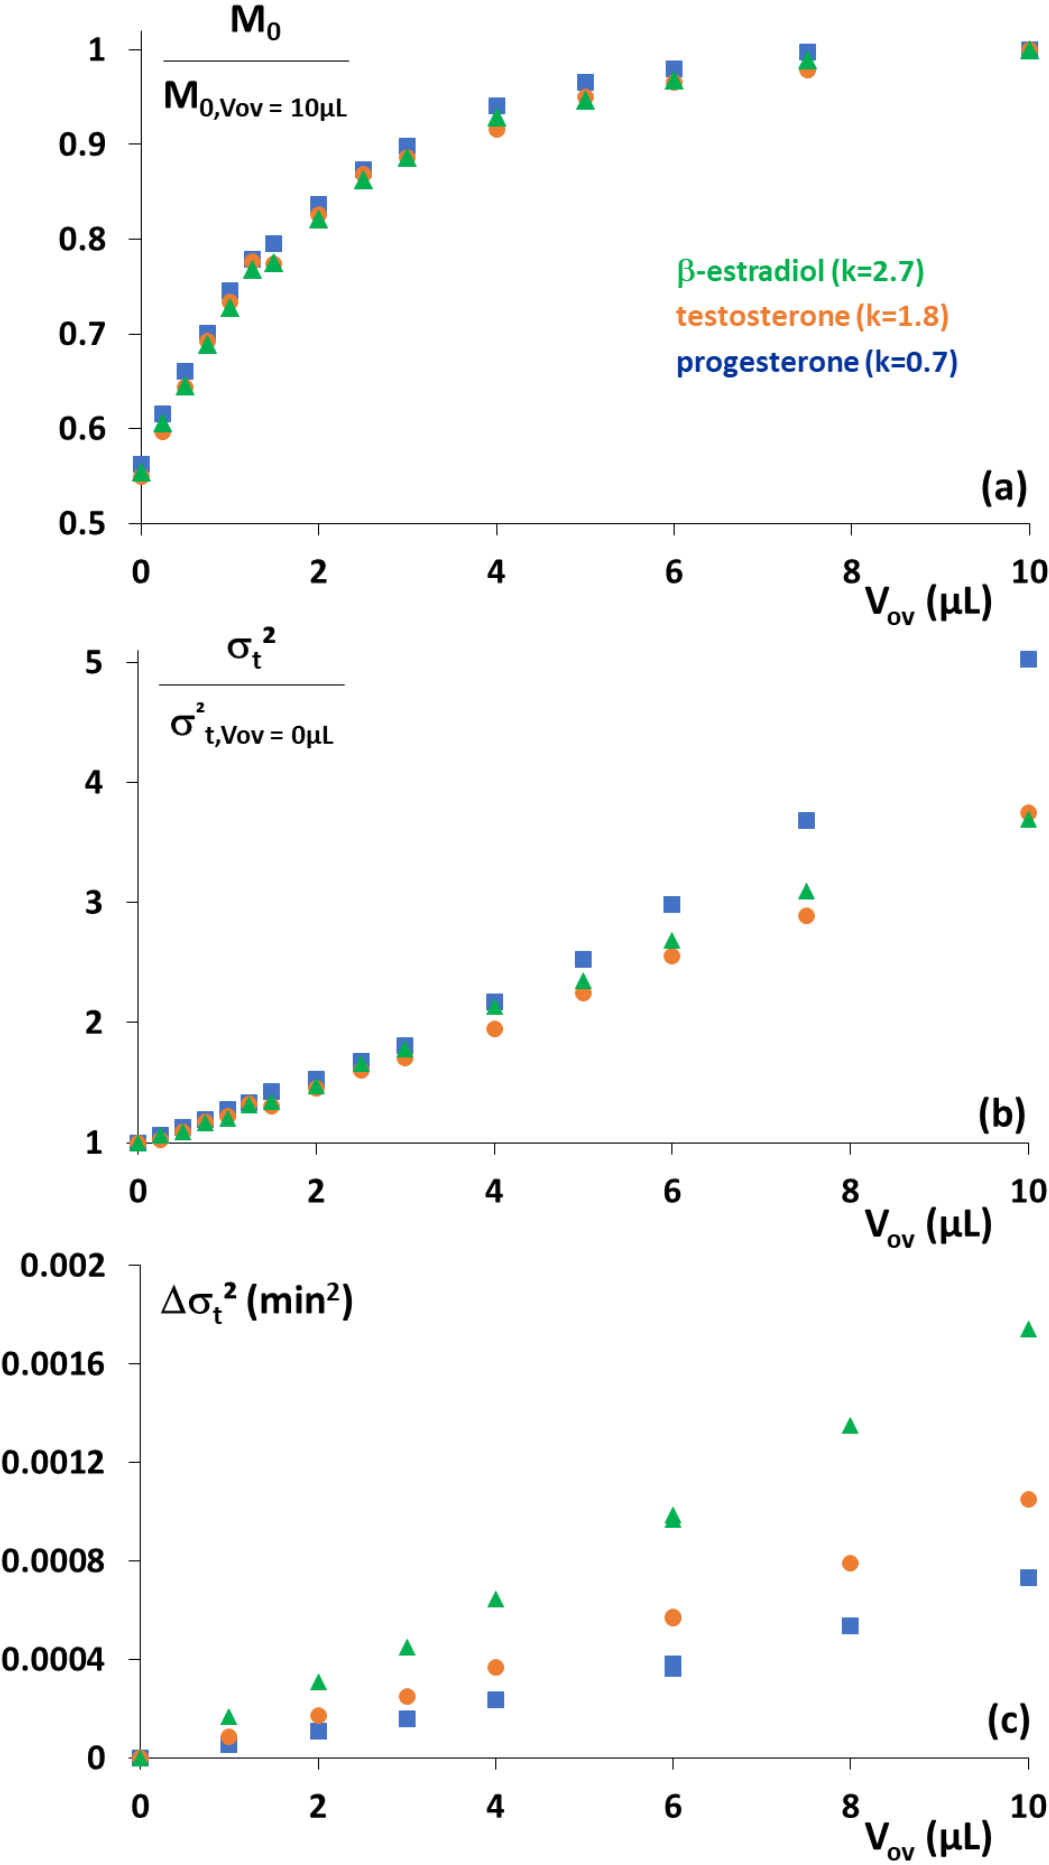 M₀
M₀,Vov = 10µL
1
0.9
0.8
0.7
0.6
0.5
β-estradiol (k=2.7)
testosterone (k=1.8)
progesterone (k=0.7)
(a)
0 2 4 6 8 10
Vov (µL)
σt²
σ²t,Vov = 0µL
5
4
3
2
1
(b)
0 2 4 6 8 10
Vov (µL)
0.002
Δσt² (min²)
0.0016
0.0012
0.0008
0.0004
0
(c)
0 2 4 6 8 10
Vov (µL)